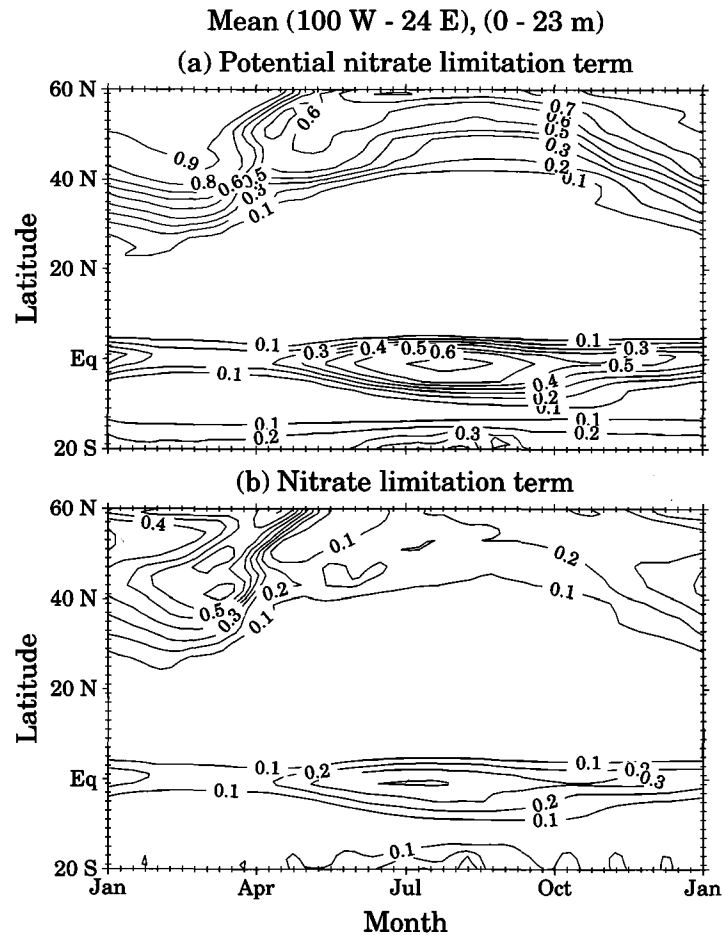 Mean (100 W - 24 E), (0 - 23 m)
(a) Potential nitrate limitation term
60 N
40 N
20 N
Eq
20 S
Latitude
0.9
0.8
0.6
0.5
0.3
0.1
0.6
0.7
0.6
0.5
0.3
0.2
0.1
0.1
0.3
0.4
0.5
0.6
0.1
0.3
0.5
0.1
0.4
0.2
0.1
0.1
0.2
0.3
0.1
0.2
(b) Nitrate limitation term
60 N
40 N
20 N
Eq
20 S
Latitude
0.4
0.5
0.3
0.1
0.2
0.1
0.2
0.1
0.1
0.2
0.1
0.2
0.3
0.1
0.2
0.1
0.1
Jan
Apr
Jul
Oct
Jan
Month